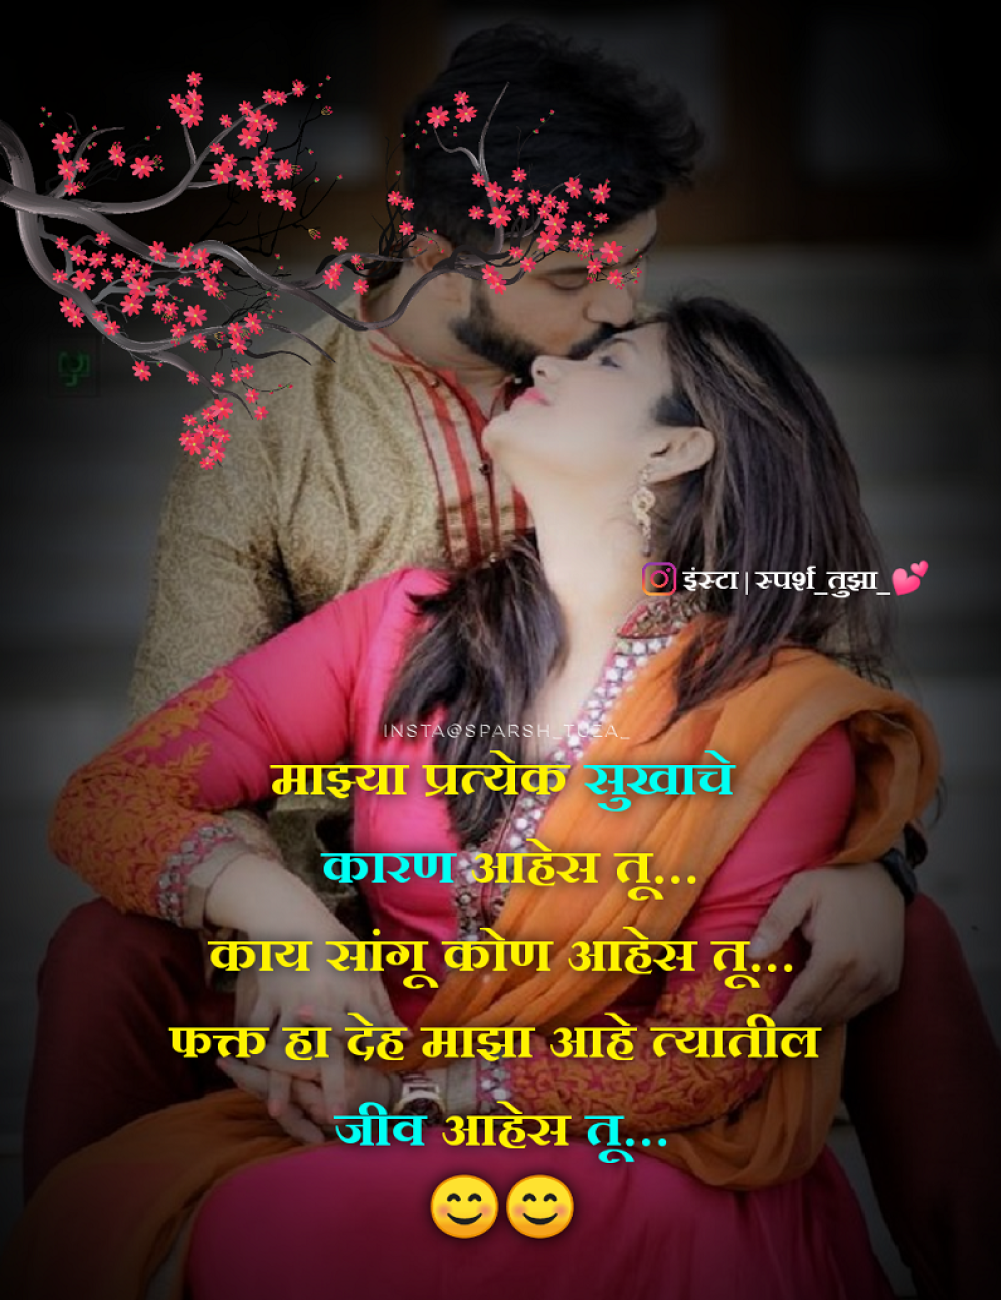 इंस्टा|स्पर्श_तुझा_💕
INSTA@SPARSH_TUZA_
माझ्या प्रत्येक सुखाचे
कारण आहेस तू...
काय सांगू कोण आहेस तू...
फक्त हा देह माझा आहे त्यातील
जीव आहेस तू...
😊😊